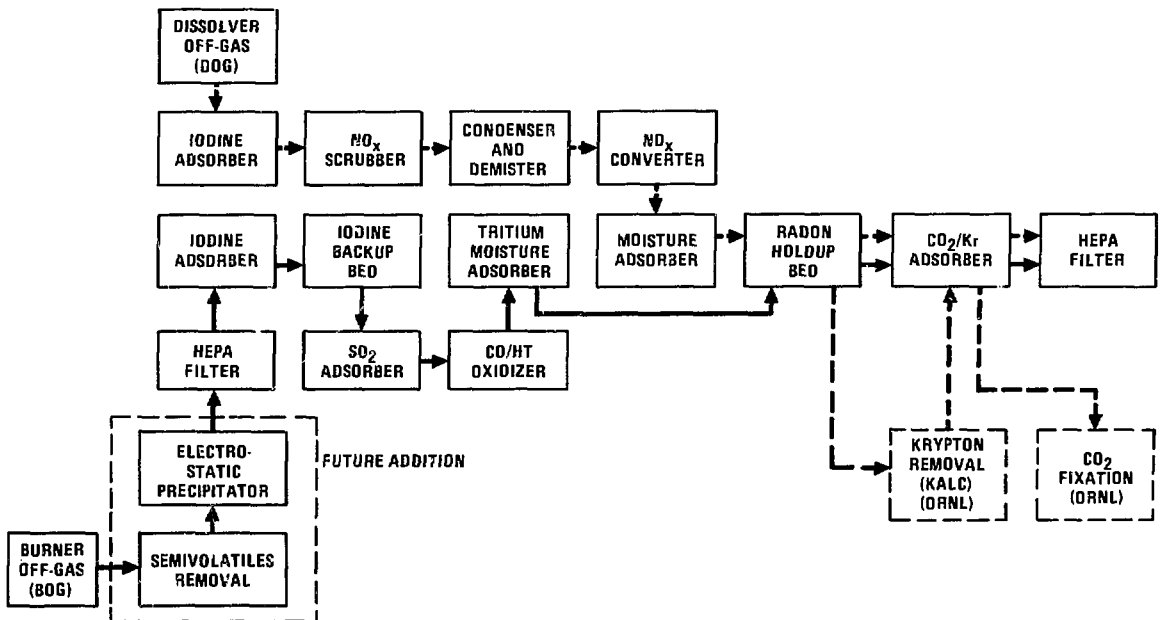 DISSOLVER
OFF-GAS
(DOG)
IODINE
ADSORBER
NOx
SCRUBBER
CONDENSER
AND
DEMISTER
NOx
CONVERTER
IODINE
ADSORBER
IODINE
BACKUP
BED
TRITIUM
MOISTURE
ADSORBER
MOISTURE
ADSORBER
RADON
HOLDUP
BED
CO2/Kr
ADSORBER
HEPA
FILTER
HEPA
FILTER
SO2
ADSORBER
CO/HT
OXIDIZER
ELECTRO-
STATIC
PRECIPITATOR
FUTURE ADDITION
KRYPTON
REMOVAL
(KALC)
(ORNL)
CO2
FIXATION
(ORNL)
BURNER
OFF-GAS
(BOG)
SEMIVOLATILES
REMOVAL